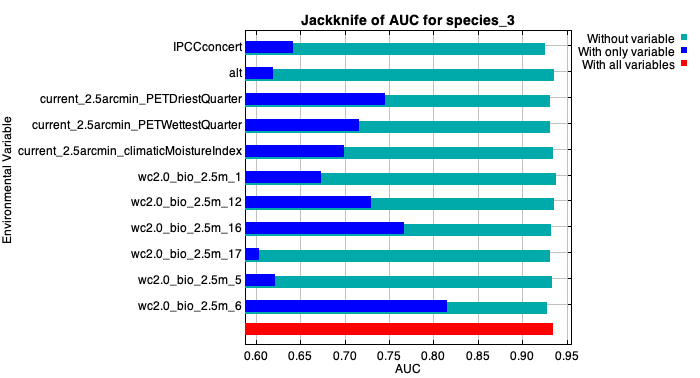 Jackknife of AUC for species_3
Without variable
With only variable
With all variables
Environmental Variable
IPCCconcert
alt
current_2.5arcmin_PETDriestQuarter
current_2.5arcmin_PETWettestQuarter
current_2.5arcmin_climaticMoistureIndex
wc2.0_bio_2.5m_1
wc2.0_bio_2.5m_12
wc2.0_bio_2.5m_16
wc2.0_bio_2.5m_17
wc2.0_bio_2.5m_5
wc2.0_bio_2.5m_6
0.60 0.65 0.70 0.75 0.80 0.85 0.90 0.95
AUC